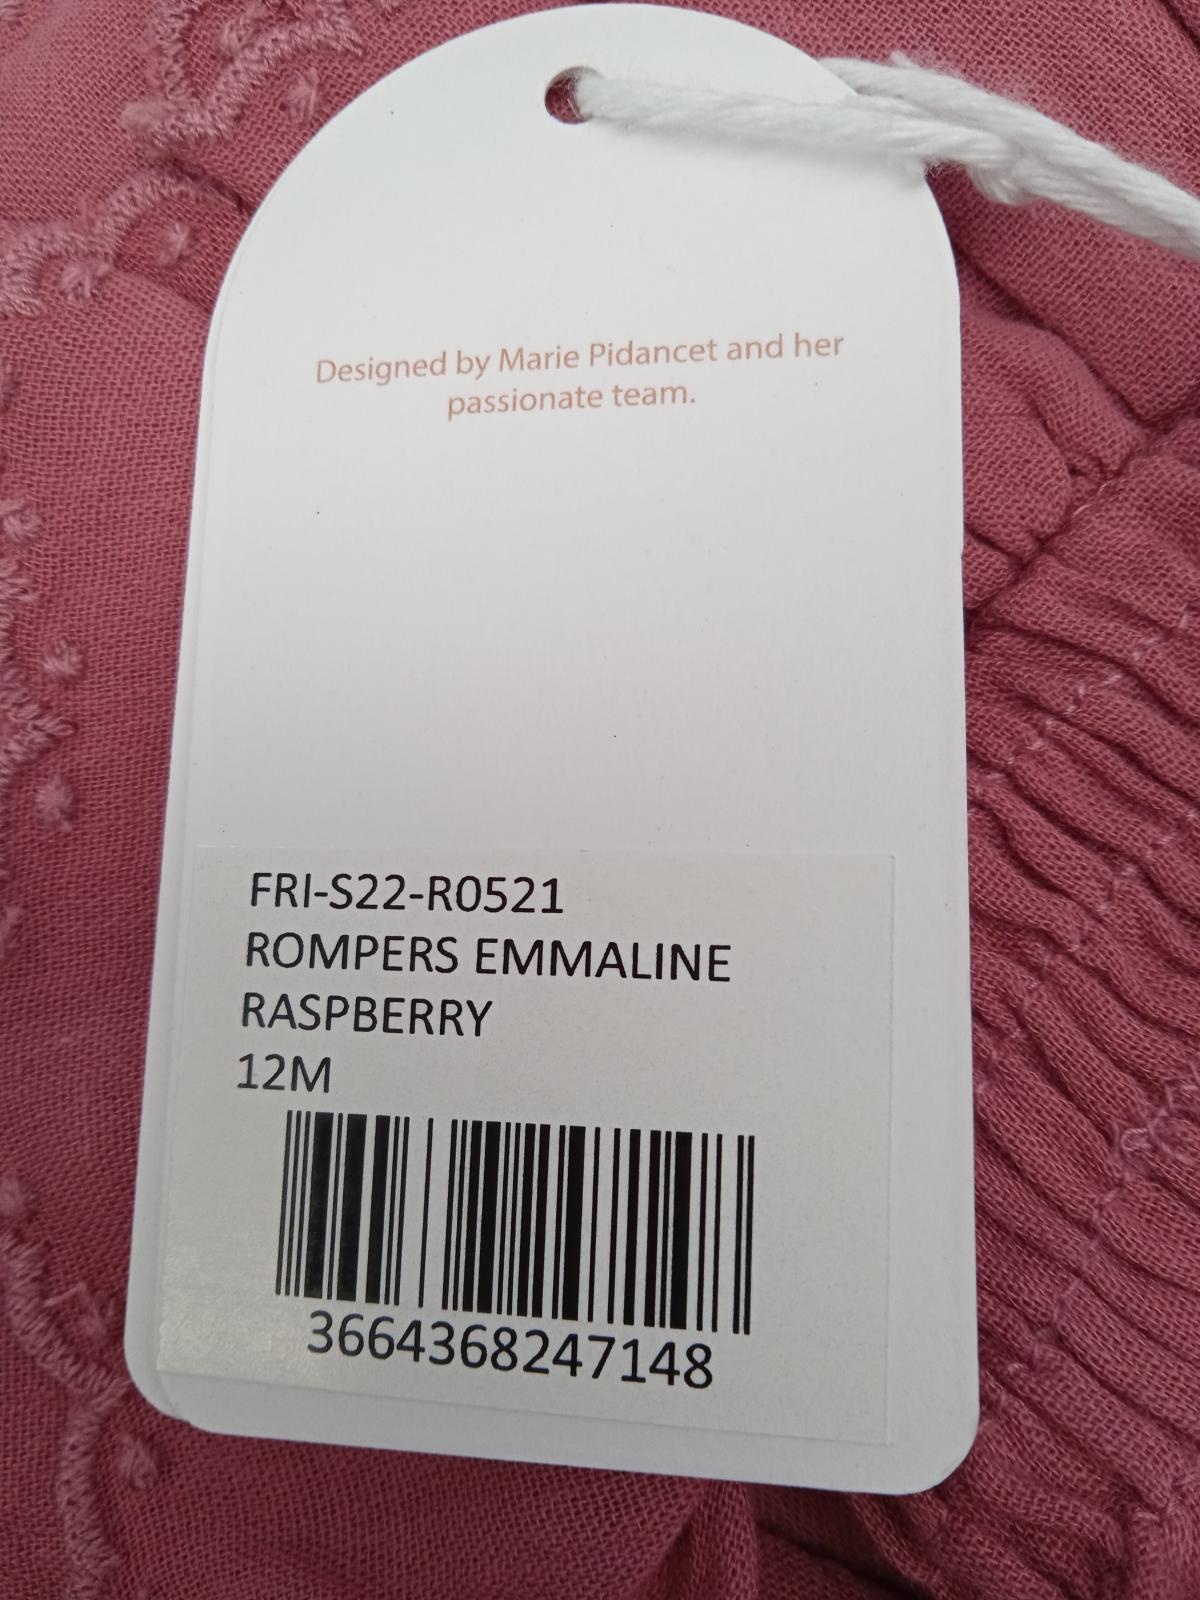 Designed by Marie Pidancet and her
passionate team.
FRI-S22-R0521
ROMPERS EMMALINE
RASPBERRY
12M
3664368247148